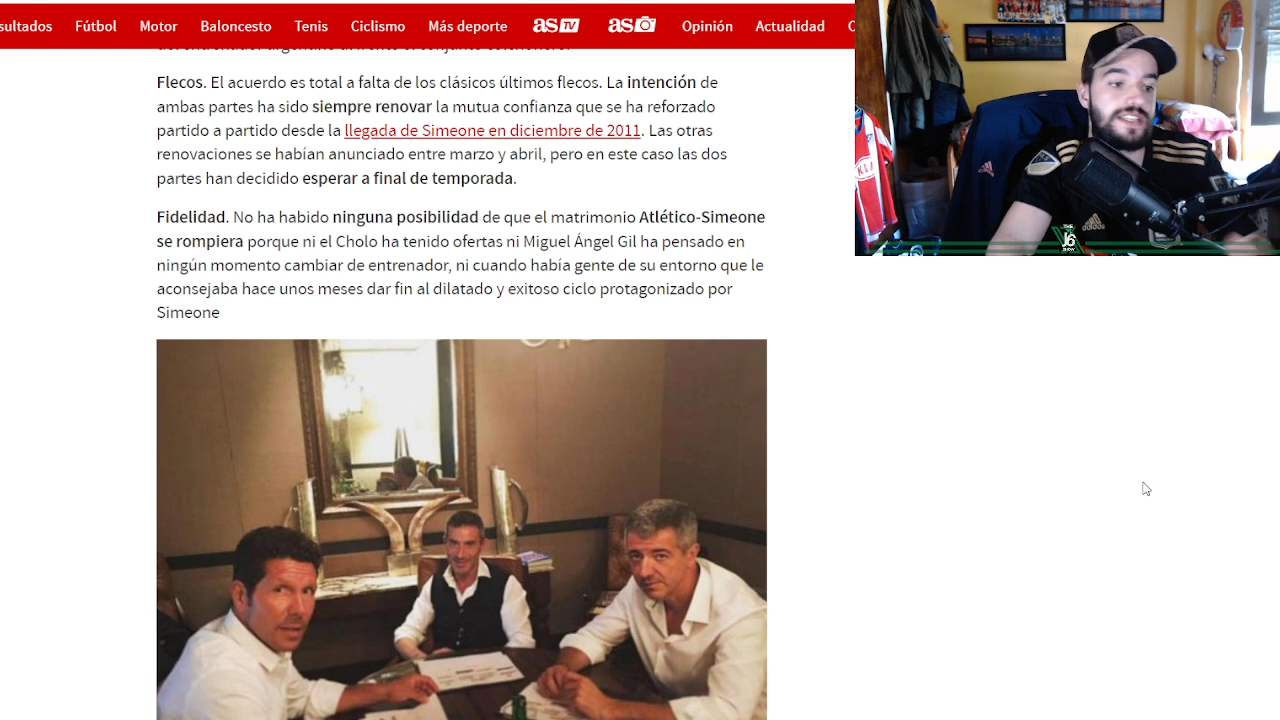 sultados Fútbol Motor Baloncesto Tenis Ciclismo Más deporte as TV as Opinión Actualidad
Flecos. El acuerdo es total a falta de los clásicos últimos flecos. La intención de
ambas partes ha sido siempre renovar la mutua confianza que se ha reforzado
partido a partido desde la llegada de Simeone en diciembre de 2011. Las otras
renovaciones se habían anunciado entre marzo y abril, pero en este caso las dos
partes han decidido esperar a final de temporada.
Fidelidad. No ha habido ninguna posibilidad de que el matrimonio Atlético-Simeone
se rompiera porque ni el Cholo ha tenido ofertas ni Miguel Ángel Gil ha pensado en
ningún momento cambiar de entrenador, ni cuando había gente de su entorno que le
aconsejaba hace unos meses dar fin al dilatado y exitoso ciclo protagonizado por
Simeone
adidas
THE
J6
SHOW